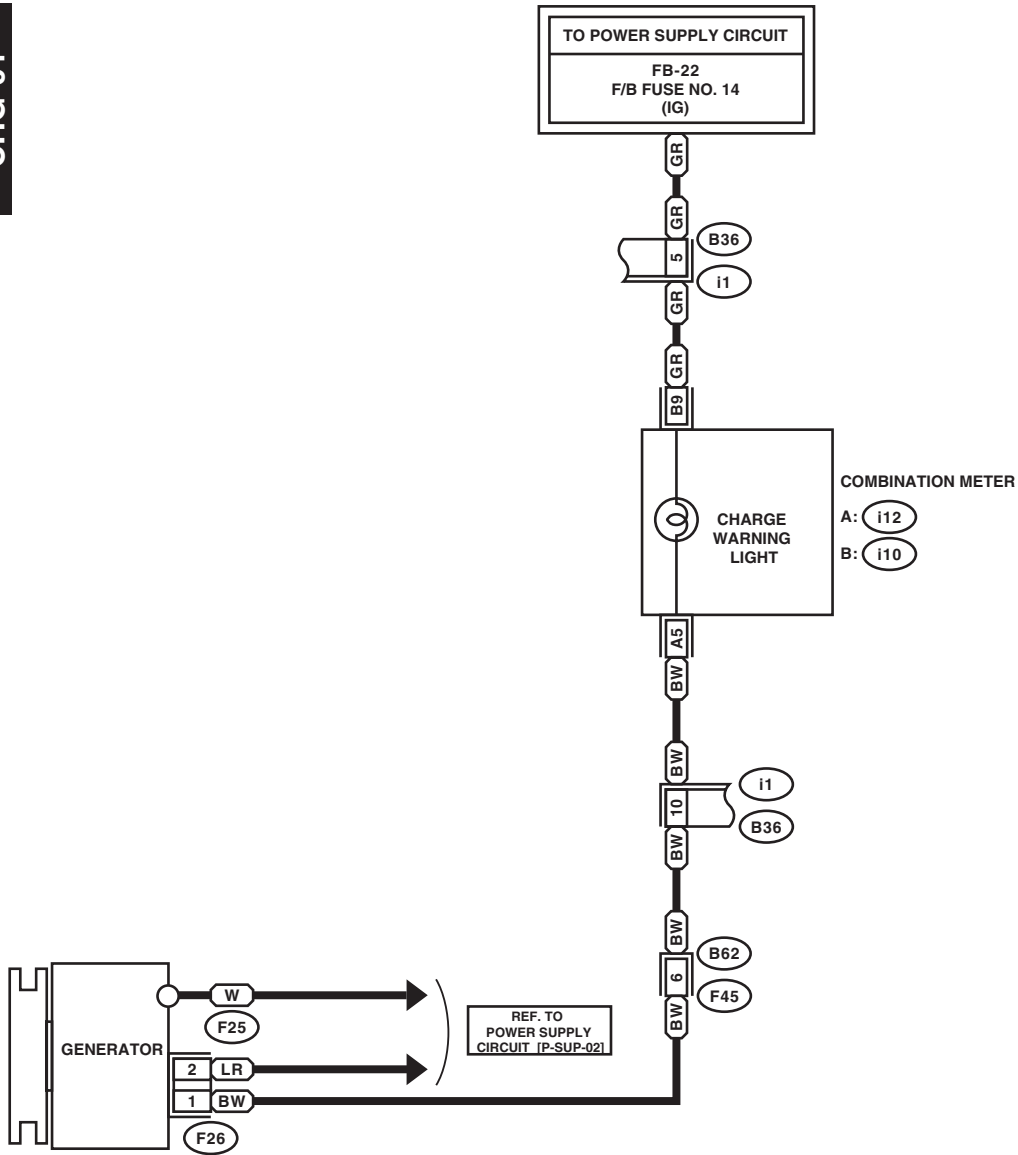 TO POWER SUPPLY CIRCUIT
FB-22
F/B FUSE NO. 14
(IG)
GR
GR
B36
5
i1
GR
GR
B9
COMBINATION METER
CHARGE
WARNING
LIGHT
A: i12
B: i10
A5
BW
BW
i1
10
B36
BW
BW
B62
6
F45
BW
W
F25
REF. TO
POWER SUPPLY
CIRCUIT [P-SUP-02]
GENERATOR
2 LR
1 BW
F26